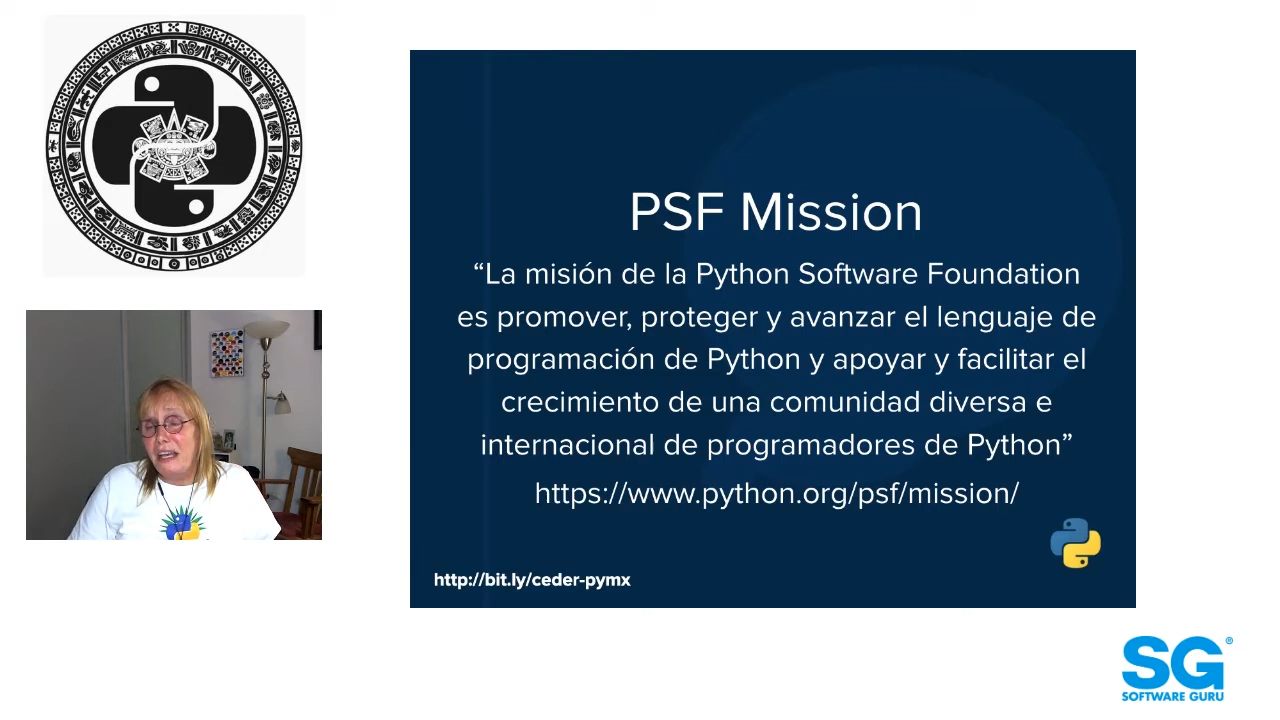 PSF Mission
“La misión de la Python Software Foundation
es promover, proteger y avanzar el lenguaje de
programación de Python y apoyar y facilitar el
crecimiento de una comunidad diversa e
internacional de programadores de Python”
https://www.python.org/psf/mission/
http://bit.ly/ceder-pymx
SG®
SOFTWARE GURU